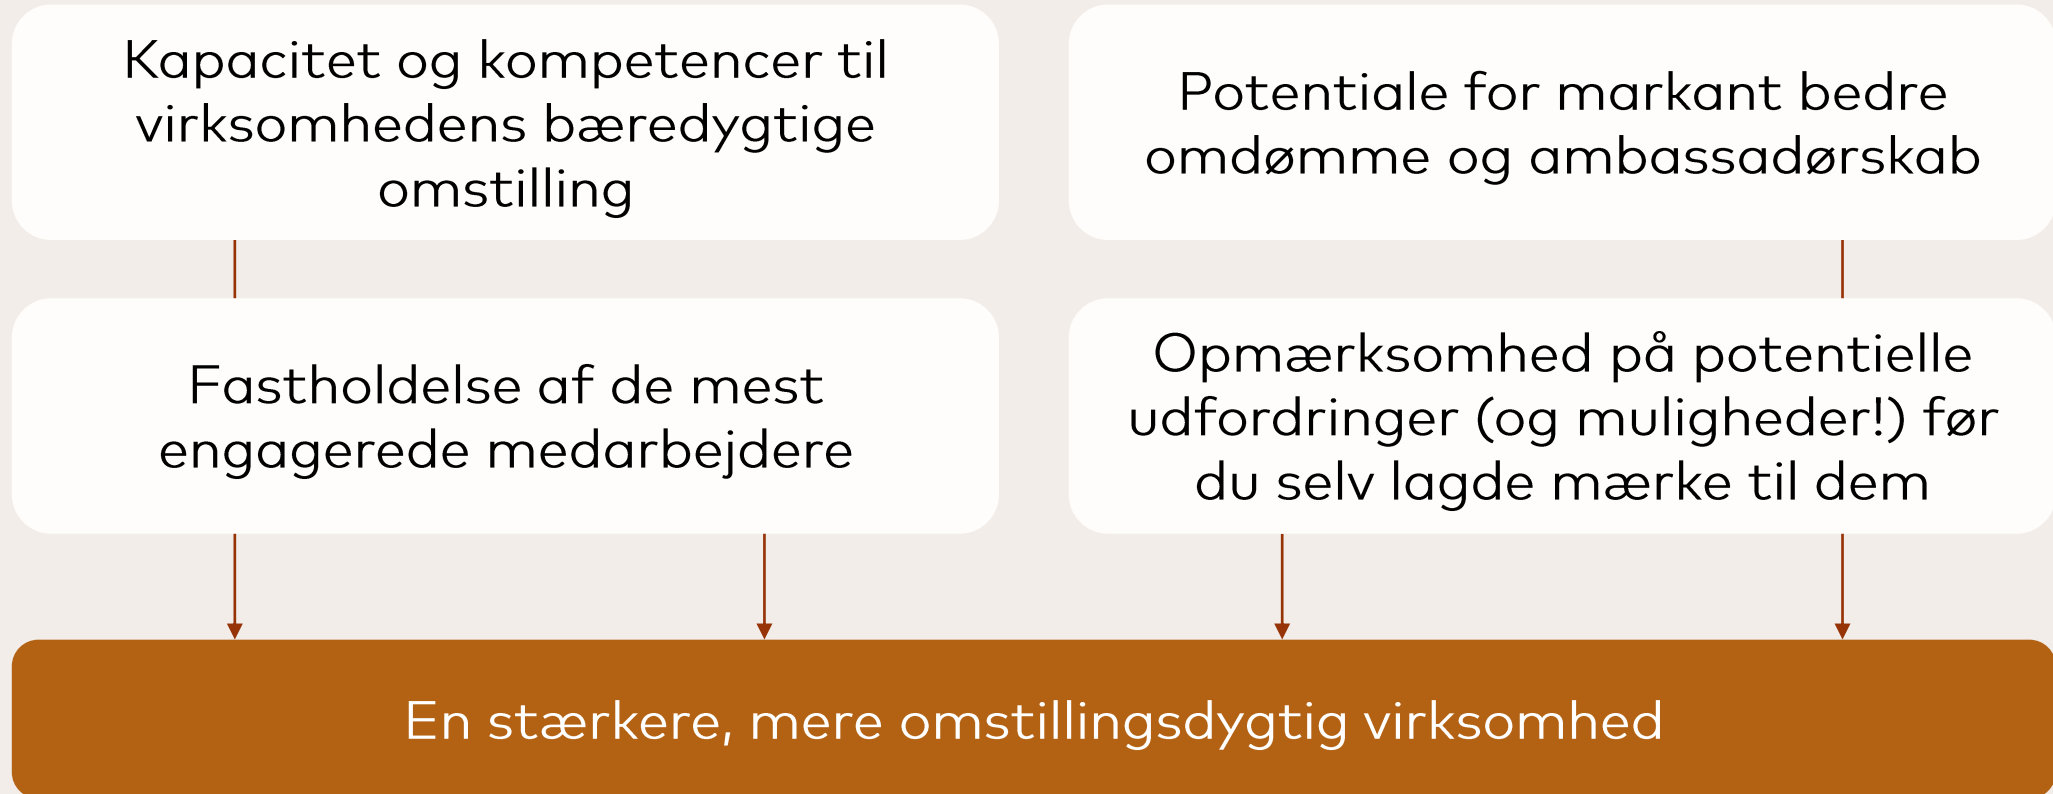 Kapacitet og kompetencer til
virksomhedens bæredygtige
omstilling
Potentiale for markant bedre
omdømme og ambassadørskab
Fastholdelse af de mest
engagerede medarbejdere
Opmærksomhed på potentielle
udfordringer (og muligheder!) før
du selv lagde mærke til dem
En stærkere, mere omstillingsdygtig virksomhed